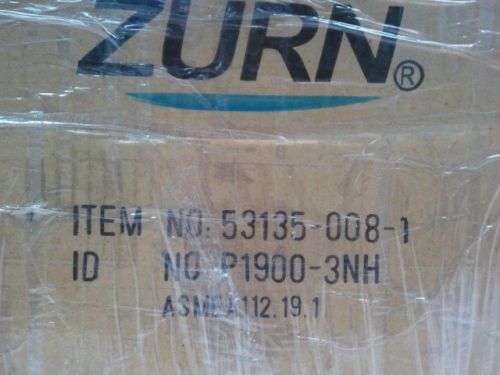 ZURN®
ITEM NO: 53135-008-1
ID NO P1900-3NH
ASME A112.19.1